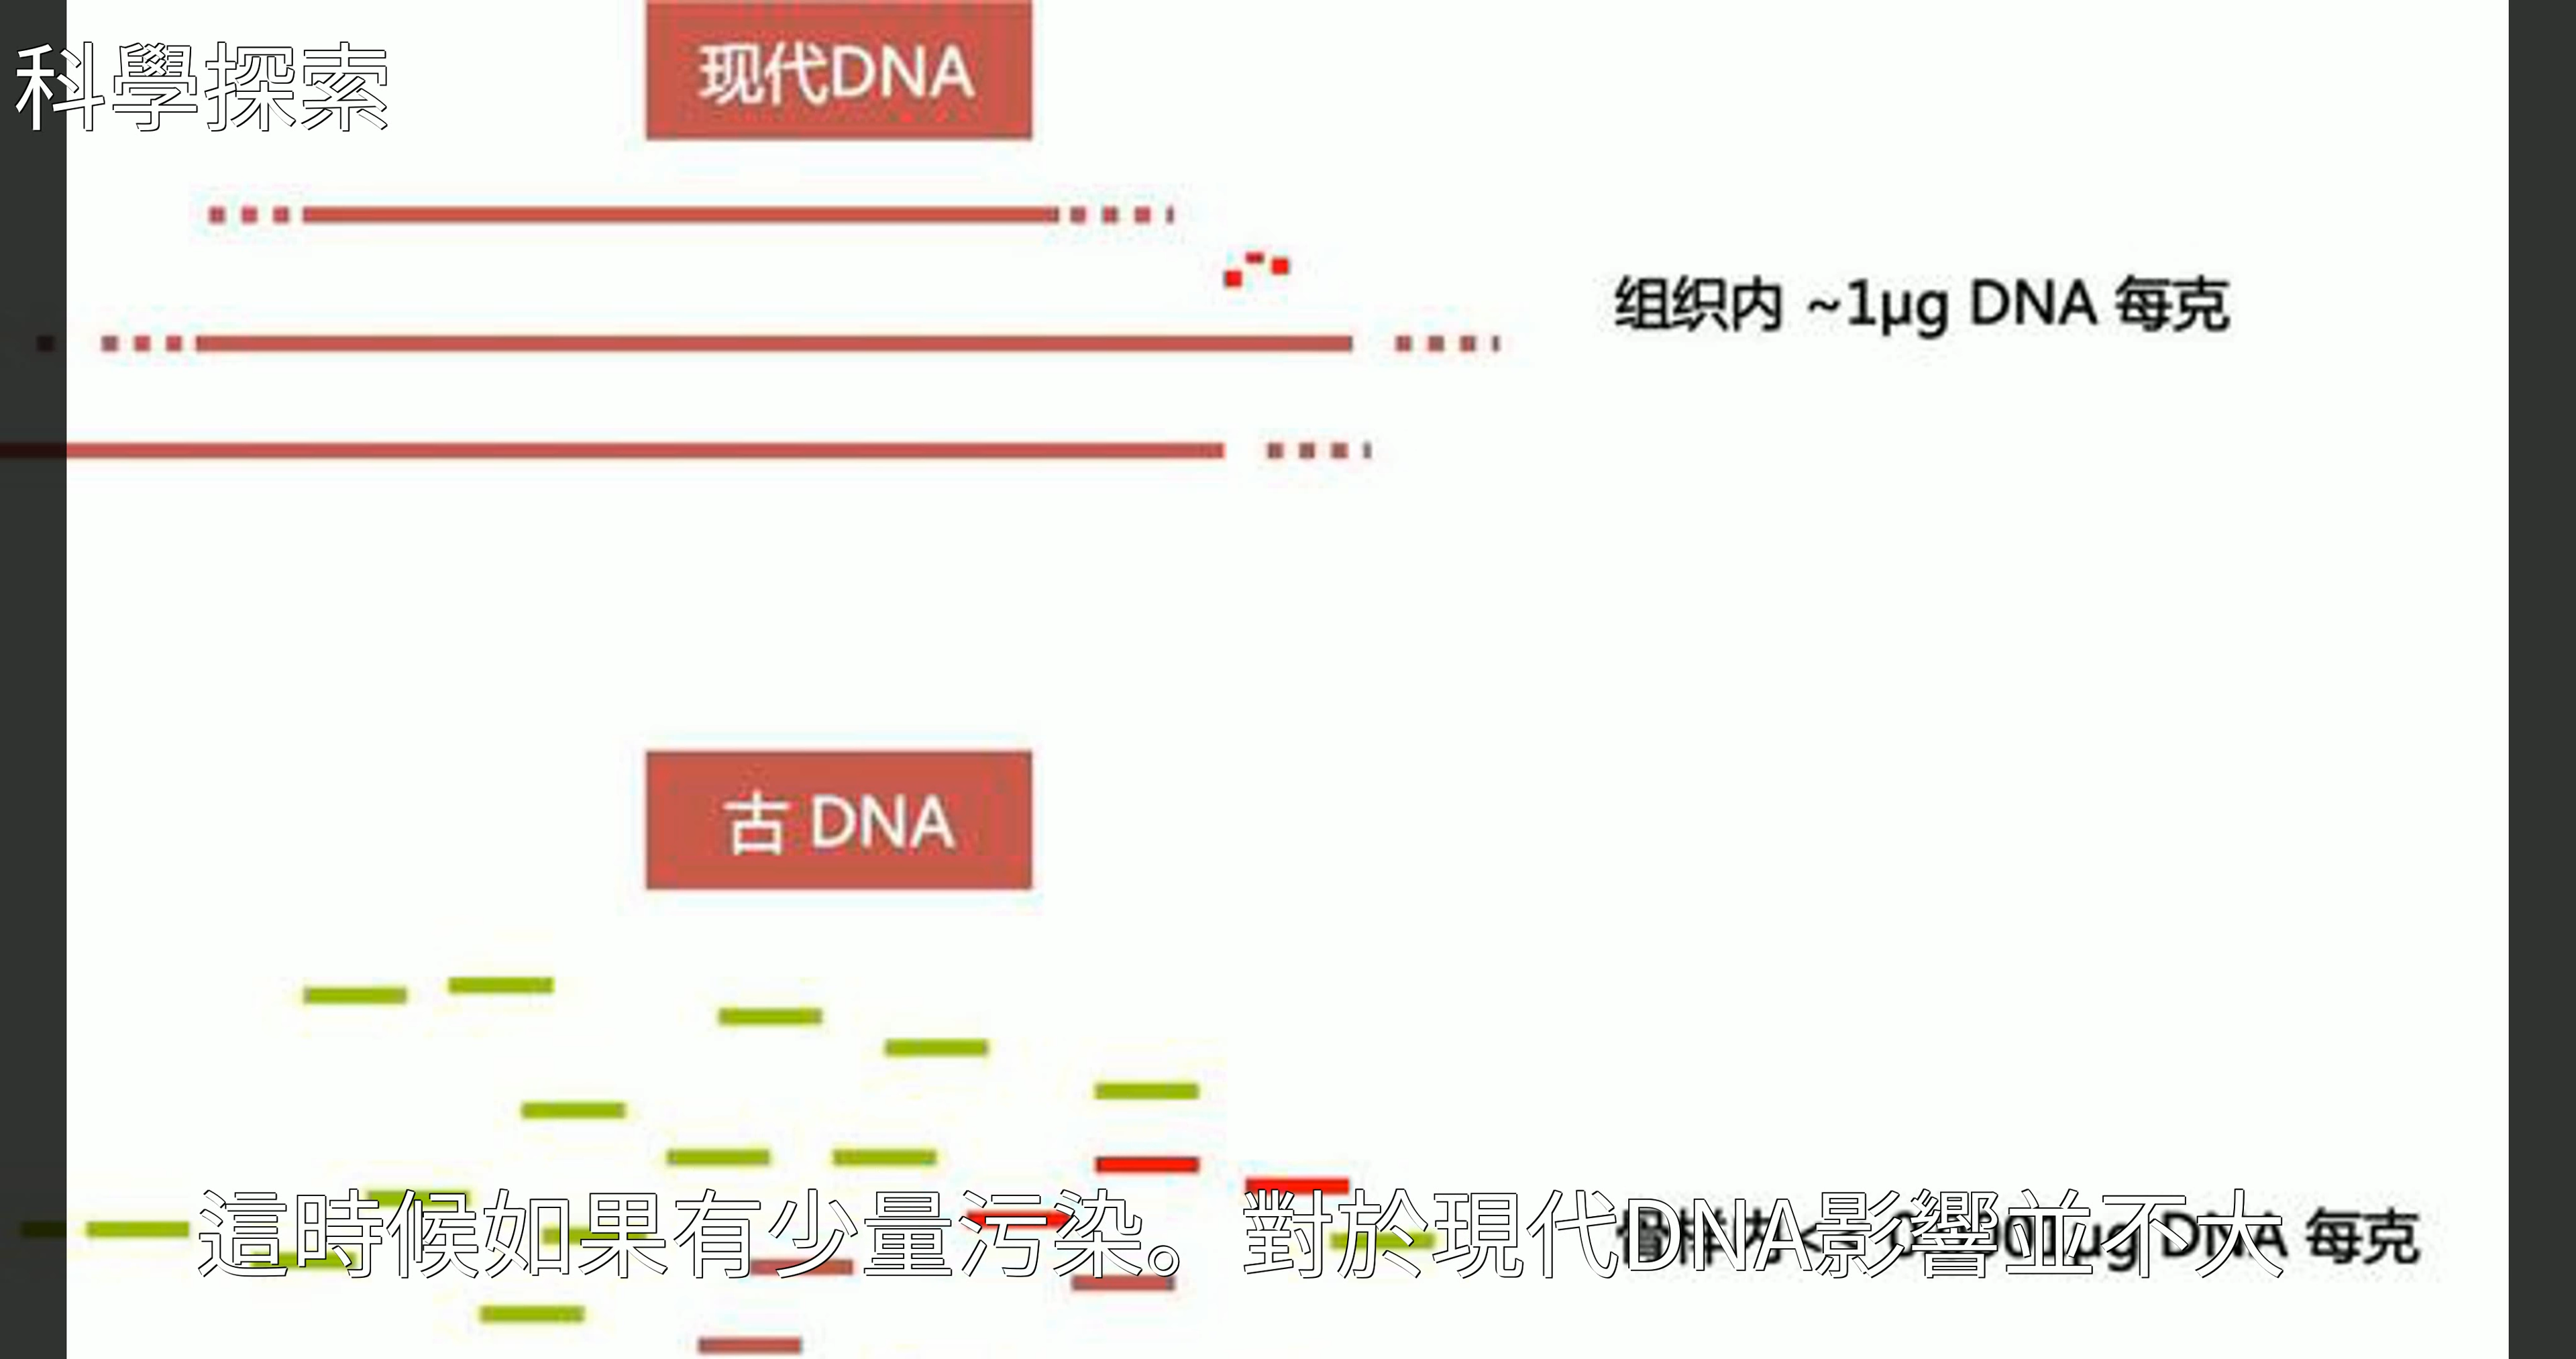 科學探索
现代DNA
组织内 ~1μg DNA 每克
古 DNA
這時候如果有少量污染。 對於現代DNA影響並不大
DNA 每克